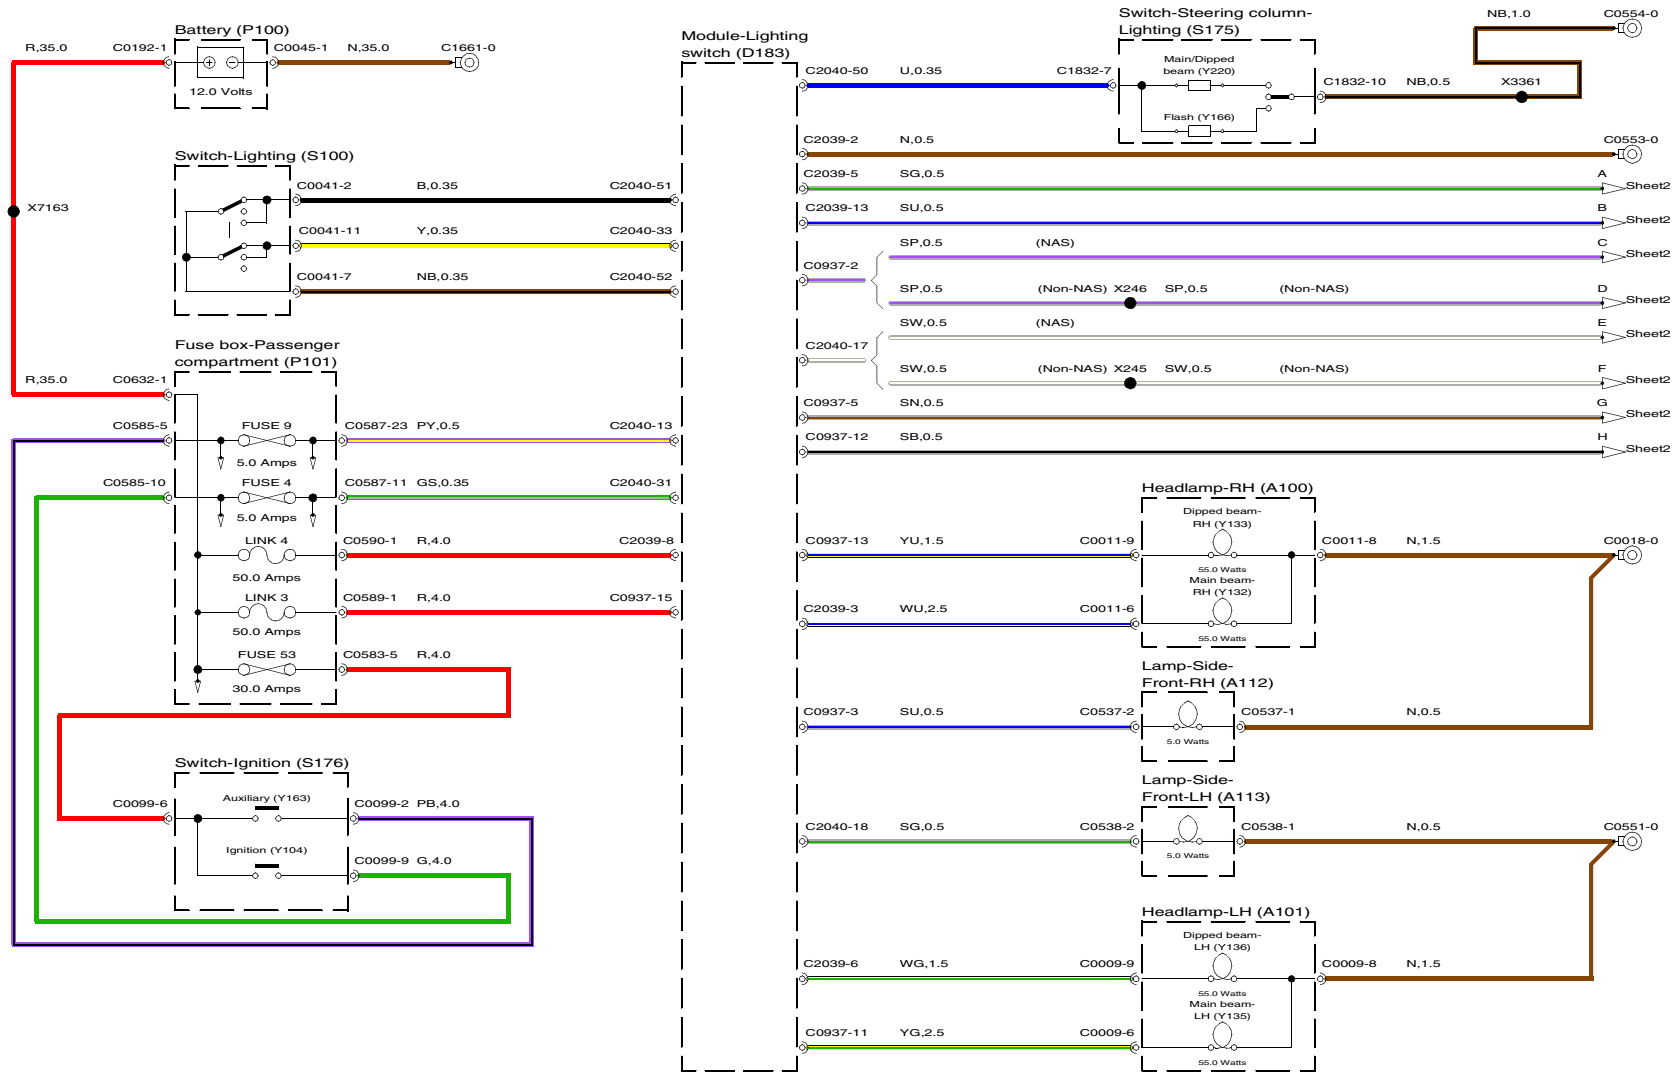 Battery (P100)
R,35.0 C0192-1 C0045-1 N,35.0 C1661-0
12.0 Volts
X7163
Switch-Lighting (S100)
C0041-2 B,0.35 C2040-51
C0041-11 Y,0.35 C2040-33
C0041-7 NB,0.35 C2040-52
Fuse box-Passenger
compartment (P101)
R,35.0 C0632-1
C0585-5 FUSE 9 C0587-23 PY,0.5 C2040-13
5.0 Amps
C0585-10 FUSE 4 C0587-11 GS,0.35 C2040-31
5.0 Amps
LINK 4 C0590-1 R,4.0 C2039-8
50.0 Amps
LINK 3 C0589-1 R,4.0 C0937-15
50.0 Amps
FUSE 53 C0583-5 R,4.0
30.0 Amps
Switch-Ignition (S176)
C0099-6 Auxiliary (Y163) C0099-2 PB,4.0
Ignition (Y104)
C0099-9 G,4.0
Module-Lighting
switch (D183)
Switch-Steering column-
Lighting (S175)
C2040-50 U,0.35 C1832-7
Main/Dipped
beam (Y220)
Flash (Y166)
C1832-10 NB,0.5 X3361
NB,1.0 C0554-0
C2039-2 N,0.5 C0553-0
C2039-5 SG,0.5 A Sheet2
C2039-13 SU,0.5 B Sheet2
C0937-2
SP,0.5 (NAS) C Sheet2
SP,0.5 (Non-NAS) X246 SP,0.5 (Non-NAS) D Sheet2
C2040-17
SW,0.5 (NAS) E Sheet2
SW,0.5 (Non-NAS) X245 SW,0.5 (Non-NAS) F Sheet2
C0937-5 SN,0.5 G Sheet2
C0937-12 SB,0.5 H Sheet2
Headlamp-RH (A100)
Dipped beam-
RH (Y133)
C0937-13 YU,1.5 C0011-9 C0011-8 N,1.5 C0018-0
55.0 Watts
Main beam-
RH (Y132)
C2039-3 WU,2.5 C0011-6
55.0 Watts
Lamp-Side-
Front-RH (A112)
C0937-3 SU,0.5 C0537-2 C0537-1 N,0.5
5.0 Watts
Lamp-Side-
Front-LH (A113)
C2040-18 SG,0.5 C0538-2 C0538-1 N,0.5 C0551-0
5.0 Watts
Headlamp-LH (A101)
Dipped beam-
LH (Y136)
C2039-6 WG,1.5 C0009-9 C0009-8 N,1.5
55.0 Watts
Main beam-
LH (Y135)
C0937-11 YG,2.5 C0009-6
55.0 Watts